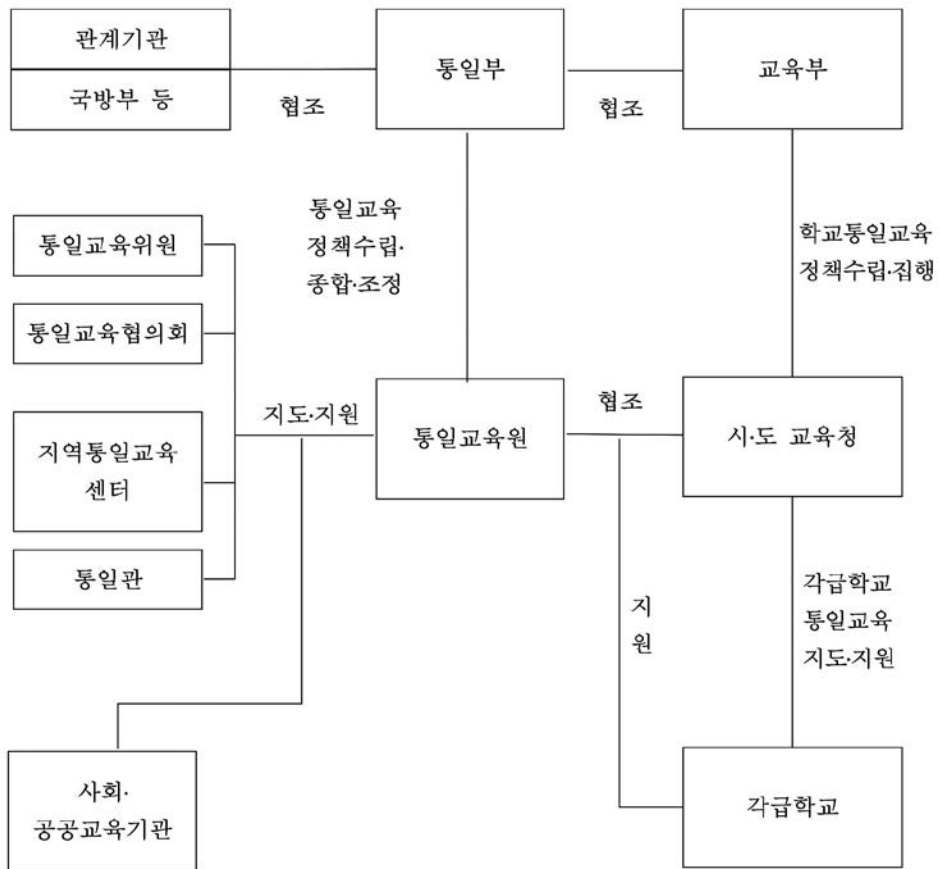 관계기관
국방부 등
협조
통일부
협조
교육부
통일교육
정책수립·
종합·조정
학교통일교육
정책수립·집행
통일교육위원
통일교육협의회
지역통일교육
센터
통일관
지도·지원
통일교육원
협조
시·도 교육청
지
원
각급학교
통일교육
지도·지원
사회·
공공교육기관
각급학교